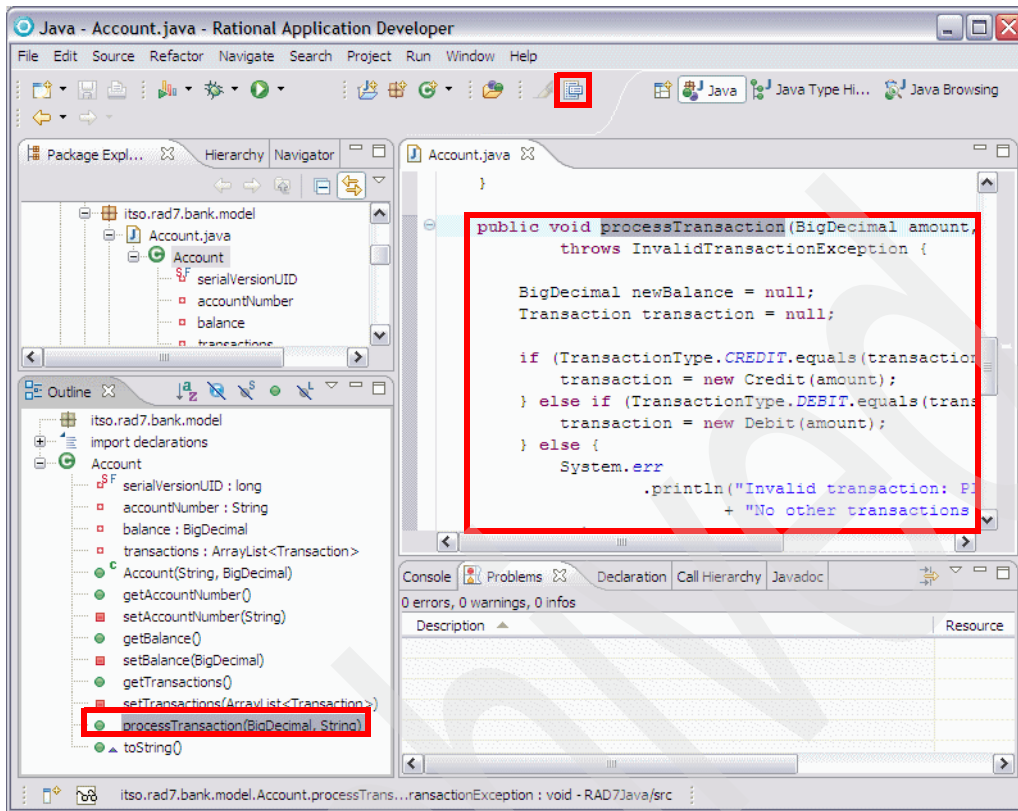 Java - Account.java - Rational Application Developer
File Edit Source Refactor Navigate Search Project Run Window Help
Java Java Type Hi... Java Browsing
Package Expl... Hierarchy Navigator
itso.rad7.bank.model
Account.java
Account
serialVersionUID
accountNumber
balance
transactions
Outline
itso.rad7.bank.model
import declarations
Account
serialVersionUID : long
accountNumber : String
balance : BigDecimal
transactions : ArrayList<Transaction>
Account(String, BigDecimal)
getAccountNumber()
setAccountNumber(String)
getBalance()
setBalance(BigDecimal)
getTransactions()
setTransactions(ArrayList<Transaction>)
processTransaction(BigDecimal, String)
toString()
Account.java
}
public void processTransaction(BigDecimal amount,
throws InvalidTransactionException {
BigDecimal newBalance = null;
Transaction transaction = null;
if (TransactionType.CREDIT.equals(transaction
transaction = new Credit(amount);
} else if (TransactionType.DEBIT.equals(trans
transaction = new Debit(amount);
} else {
System.err
.println("Invalid transaction: Pl
+ "No other transactions
Console Problems Declaration Call Hierarchy Javadoc
0 errors, 0 warnings, 0 infos
Description Resource
itso.rad7.bank.model.Account.processTrans...ransactionException : void - RAD7Java/src